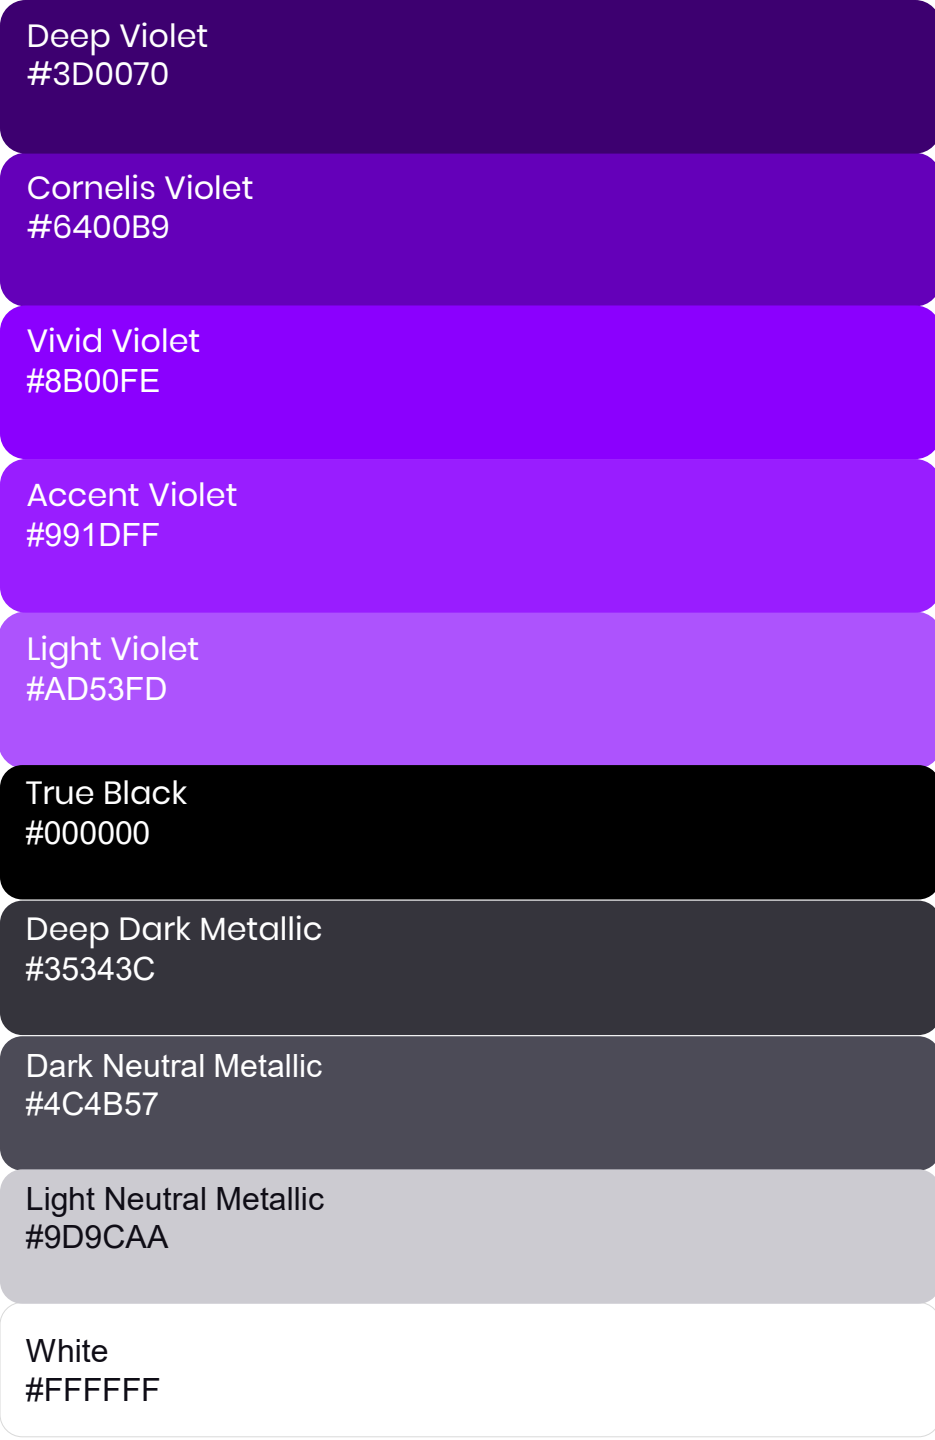 Deep Violet
#3D0070
Cornelis Violet
#6400B9
Vivid Violet
#8B00FE
Accent Violet
#991DFF
Light Violet
#AD53FD
True Black
#000000
Deep Dark Metallic
#35343C
Dark Neutral Metallic
#4C4B57
Light Neutral Metallic
#9D9CAA
White
#FFFFFF